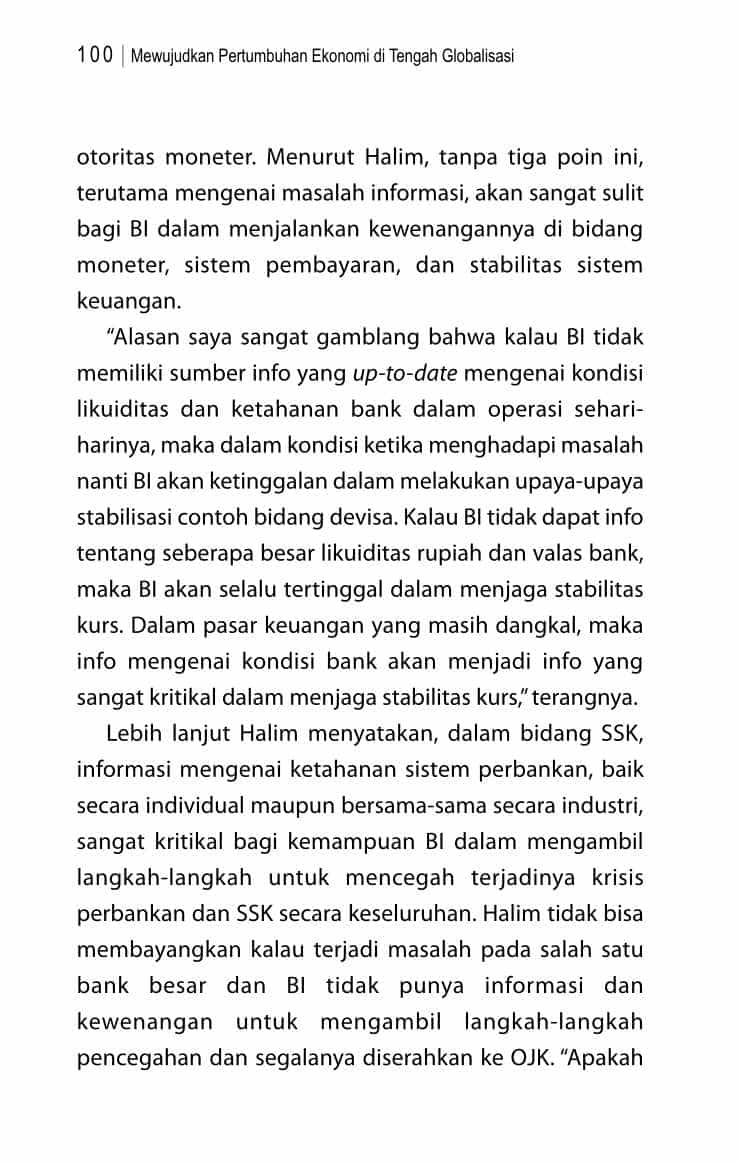 100 | Mewujudkan Pertumbuhan Ekonomi di Tengah Globalisasi
otoritas moneter. Menurut Halim, tanpa tiga poin ini,
terutama mengenai masalah informasi, akan sangat sulit
bagi BI dalam menjalankan kewenangannya di bidang
moneter, sistem pembayaran, dan stabilitas sistem
keuangan.
“Alasan saya sangat gamblang bahwa kalau BI tidak
memiliki sumber info yang up-to-date mengenai kondisi
likuiditas dan ketahanan bank dalam operasi sehari-
harinya, maka dalam kondisi ketika menghadapi masalah
nanti BI akan ketinggalan dalam melakukan upaya-upaya
stabilisasi contoh bidang devisa. Kalau BI tidak dapat info
tentang seberapa besar likuiditas rupiah dan valas bank,
maka BI akan selalu tertinggal dalam menjaga stabilitas
kurs. Dalam pasar keuangan yang masih dangkal, maka
info mengenai kondisi bank akan menjadi info yang
sangat kritikal dalam menjaga stabilitas kurs,” terangnya.
Lebih lanjut Halim menyatakan, dalam bidang SSK,
informasi mengenai ketahanan sistem perbankan, baik
secara individual maupun bersama-sama secara industri,
sangat kritikal bagi kemampuan BI dalam mengambil
langkah-langkah untuk mencegah terjadinya krisis
perbankan dan SSK secara keseluruhan. Halim tidak bisa
membayangkan kalau terjadi masalah pada salah satu
bank besar dan BI tidak punya informasi dan
kewenangan untuk mengambil langkah-langkah
pencegahan dan segalanya diserahkan ke OJK. “Apakah